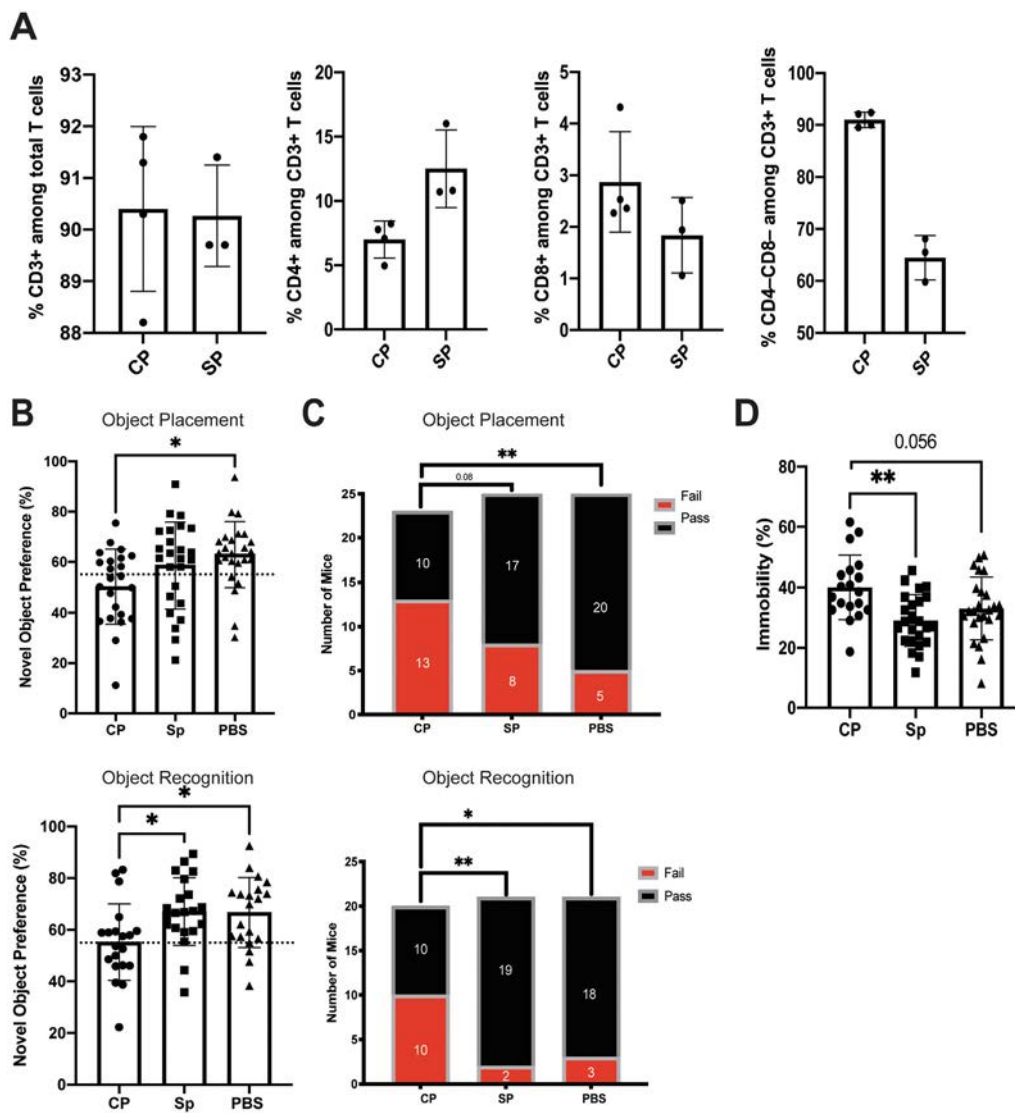 A
% CD3+ among total T cells
93
92
91
90
89
88
CP
SP
% CD4+ among CD3+ T cells
20
15
10
5
0
CP
SP
% CD8+ among CD3+ T cells
5
4
3
2
1
0
CP
SP
% CD4–CD8– among CD3+ T cells
100
90
80
70
60
50
CP
SP
B
Object Placement
*
Novel Object Preference (%)
100
80
60
40
20
0
CP
Sp
PBS
Object Recognition
*
*
Novel Object Preference (%)
100
80
60
40
20
0
CP
Sp
PBS
C
Object Placement
**
0.08
Fail
Pass
Number of Mice
25
20
15
10
5
0
10
17
20
13
8
5
CP
SP
PBS
Object Recognition
*
**
Fail
Pass
Number of Mice
25
20
15
10
5
0
10
19
18
10
2
3
CP
SP
PBS
D
0.056
**
Immobility (%)
80
60
40
20
0
CP
Sp
PBS